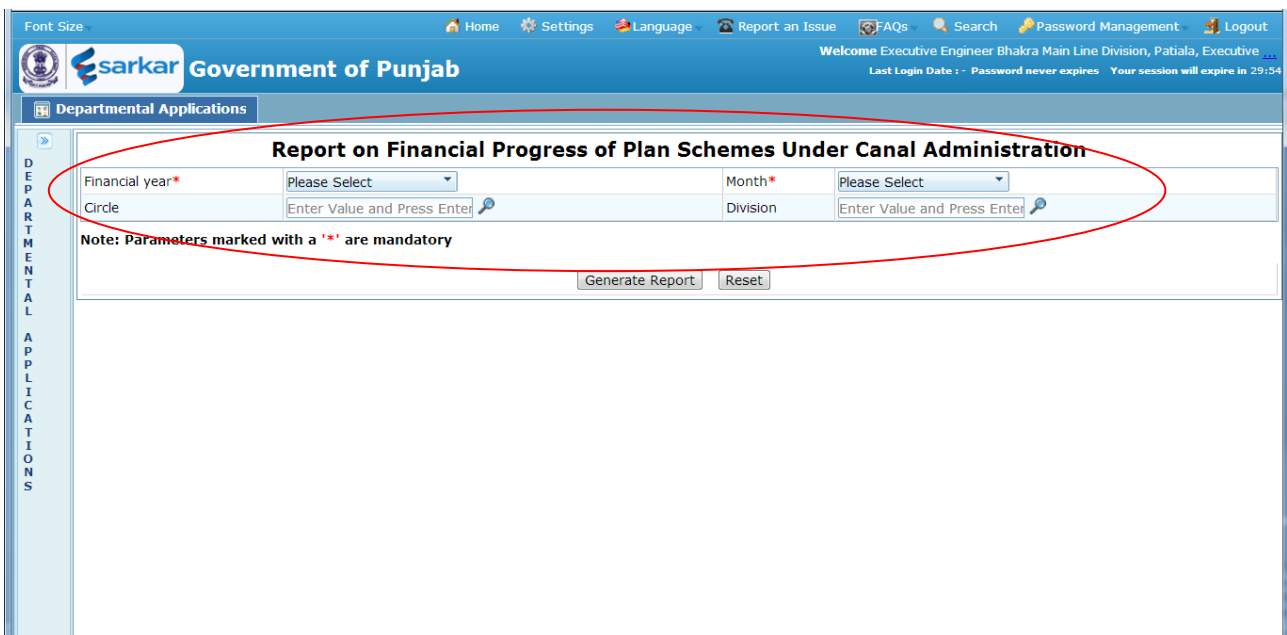 Font Size Home Settings Language Report an Issue FAQs Search Password Management Logout
Welcome Executive Engineer Bhakra Main Line Division, Patiala, Executive ...
esarkar Government of Punjab
Last Login Date : - Password never expires Your session will expire in 29:54
Departmental Applications
DEPARTMENTAL APPLICATIONS
Report on Financial Progress of Plan Schemes Under Canal Administration
Financial year* Please Select Month* Please Select
Circle Enter Value and Press Enter Division Enter Value and Press Enter
Note: Parameters marked with a '*' are mandatory
Generate Report Reset